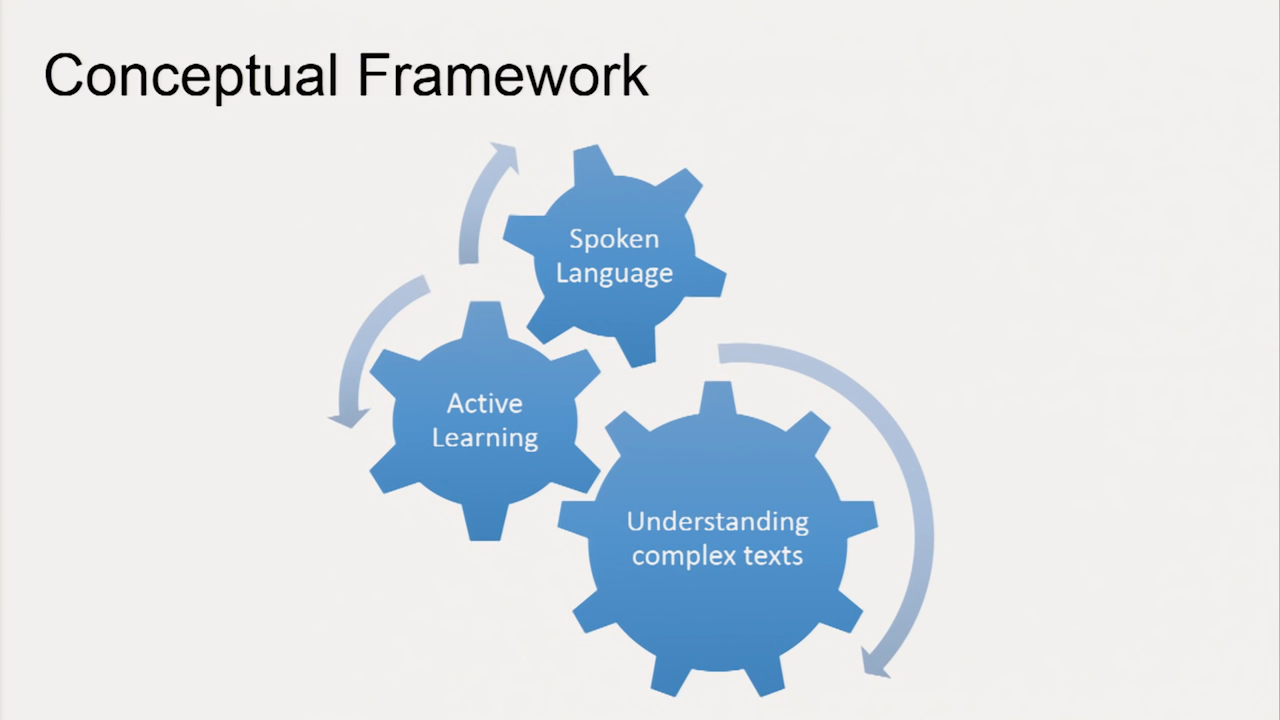 Conceptual Framework
Spoken
Language
Active
Learning
Understanding
complex texts